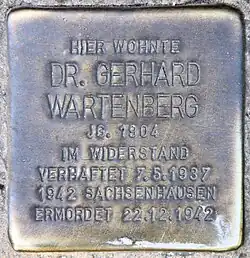 HIER WOHNTE
DR. GERHARD
WARTENBERG
JG. 1904
IM WIDERSTAND
VERHAFTET 7.5.1937
1942 SACHSENHAUSEN
ERMORDET 22.12.1942